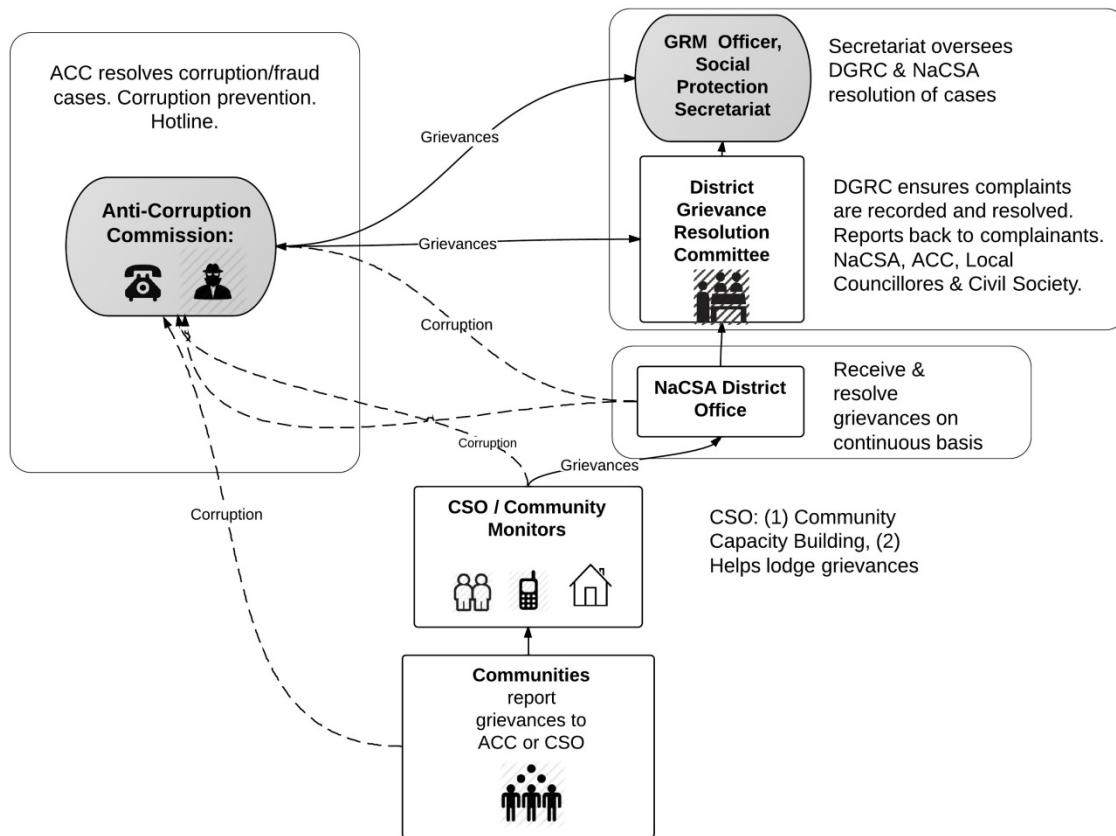 ACC resolves corruption/fraud
cases. Corruption prevention.
Hotline.
Anti-Corruption
Commission:
GRM  Officer,
Social
Protection
Secretariat
Secretariat oversees
DGRC & NaCSA
resolution of cases
Grievances
District
Grievance
Resolution
Committee
DGRC ensures complaints
are recorded and resolved.
Reports back to complainants.
NaCSA, ACC, Local
Councillores & Civil Society.
Grievances
Corruption
NaCSA District
Office
Receive &
resolve
grievances on
continuous basis
Corruption
Grievances
CSO / Community
Monitors
CSO: (1) Community
Capacity Building, (2)
Helps lodge grievances
Corruption
Communities
report
grievances to
ACC or CSO